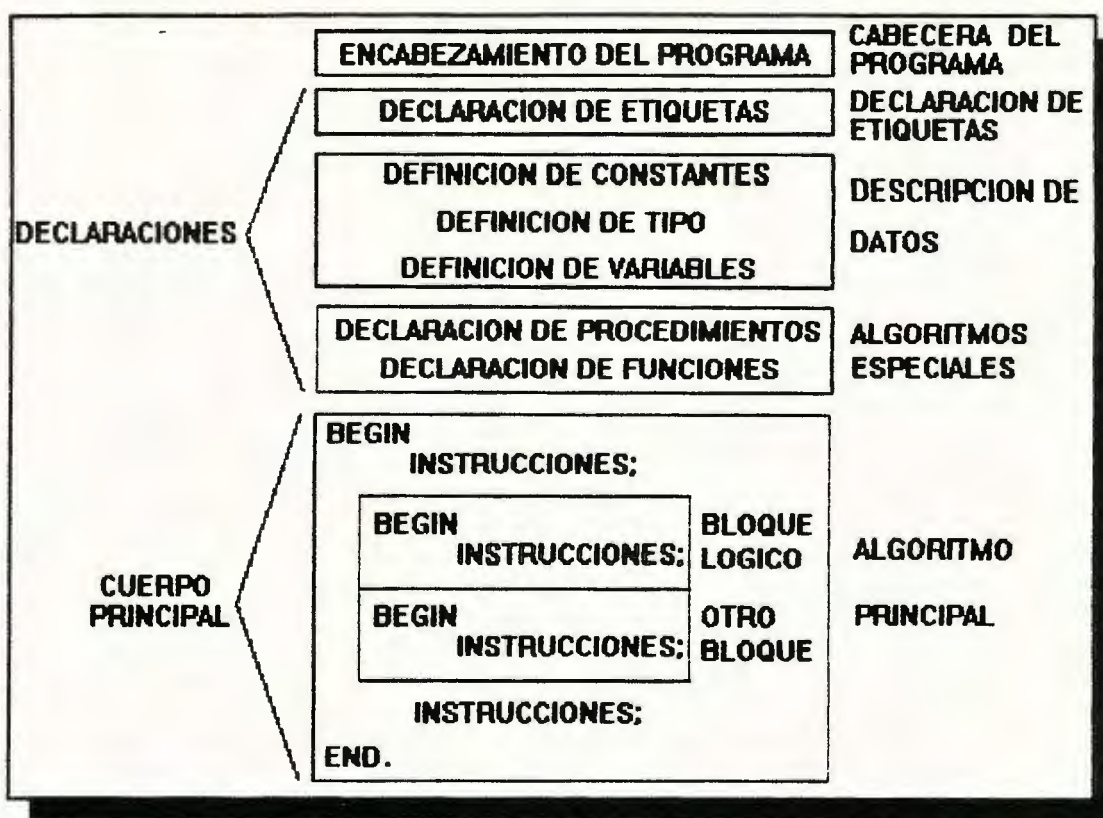 ENCABEZAMIENTO DEL PROGRAMA
CABECERA DEL
PROGRAMA
DECLARACIONES
DECLARACION DE ETIQUETAS
DECLARACION DE
ETIQUETAS
DEFINICION DE CONSTANTES
DEFINICION DE TIPO
DEFINICION DE VARIABLES
DESCRIPCION DE
DATOS
DECLARACION DE PROCEDIMIENTOS
DECLARACION DE FUNCIONES
ALGORITMOS
ESPECIALES
CUERPO
PRINCIPAL
BEGIN
INSTRUCCIONES;
BEGIN
INSTRUCCIONES;
BLOQUE
LOGICO
BEGIN
INSTRUCCIONES;
OTRO
BLOQUE
INSTRUCCIONES;
END.
ALGORITMO
PRINCIPAL